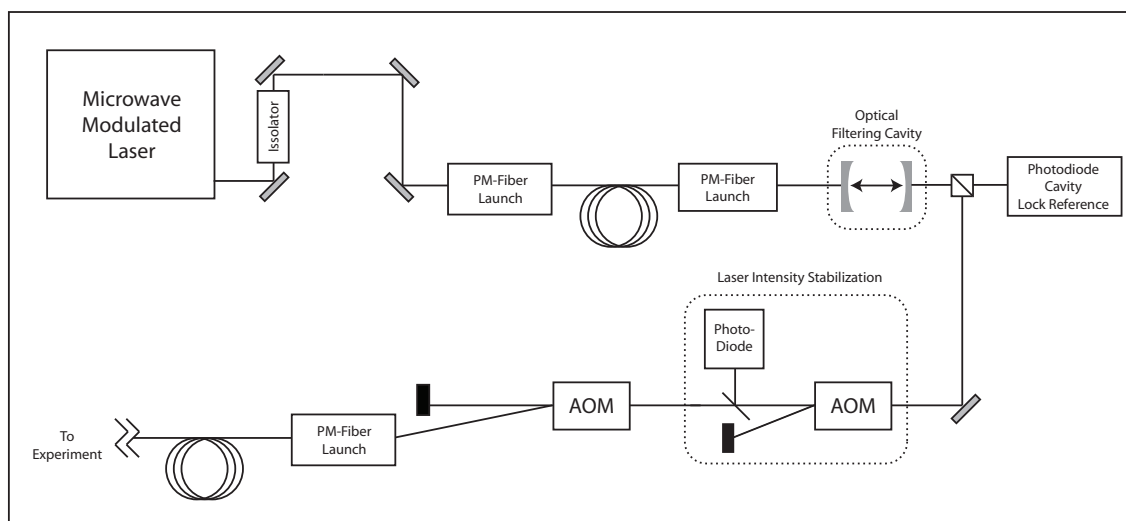 Microwave
Modulated
Laser
Issolator
PM-Fiber
Launch
PM-Fiber
Launch
Optical
Filtering Cavity
Photodiode
Cavity
Lock Reference
Laser Intensity Stabilization
Photo-
Diode
AOM
AOM
PM-Fiber
Launch
To
Experiment